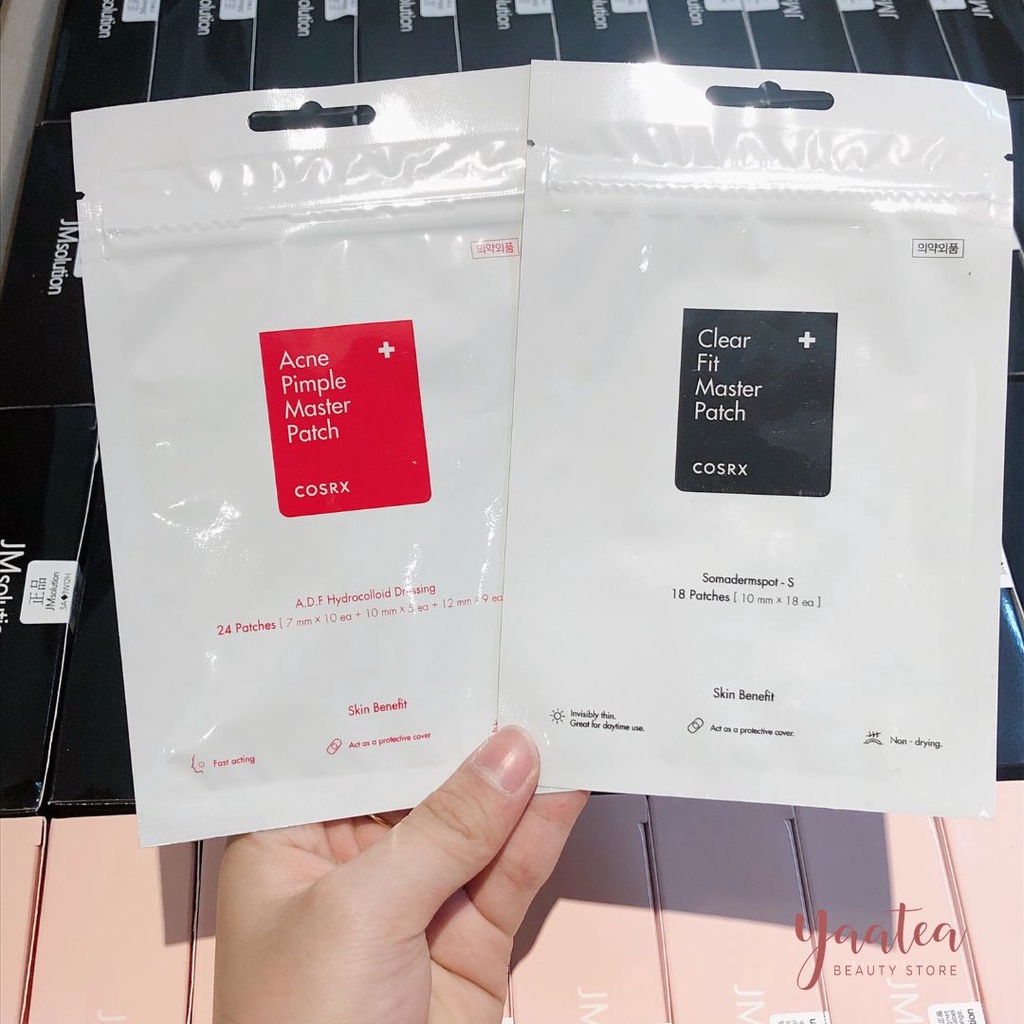 JMsolution
의약외품
Acne
Pimple
Master
Patch
COSRX
A.D.F Hydrocolloid Dressing
24 Patches [ 7 mm × 10 ea + 10 mm × 5 ea + 12 mm × 9 ea
Skin Benefit
Fast acting
Act as a protective cover
의약외품
Clear
Fit
Master
Patch
COSRX
Somadermspot - S
18 Patches [ 10 mm × 18 ea ]
Skin Benefit
Invisibly thin.
Great for daytime use.
Act as a protective cover.
Non - drying.
JMsolution
正品
JMsolution
yaatea
BEAUTY STORE